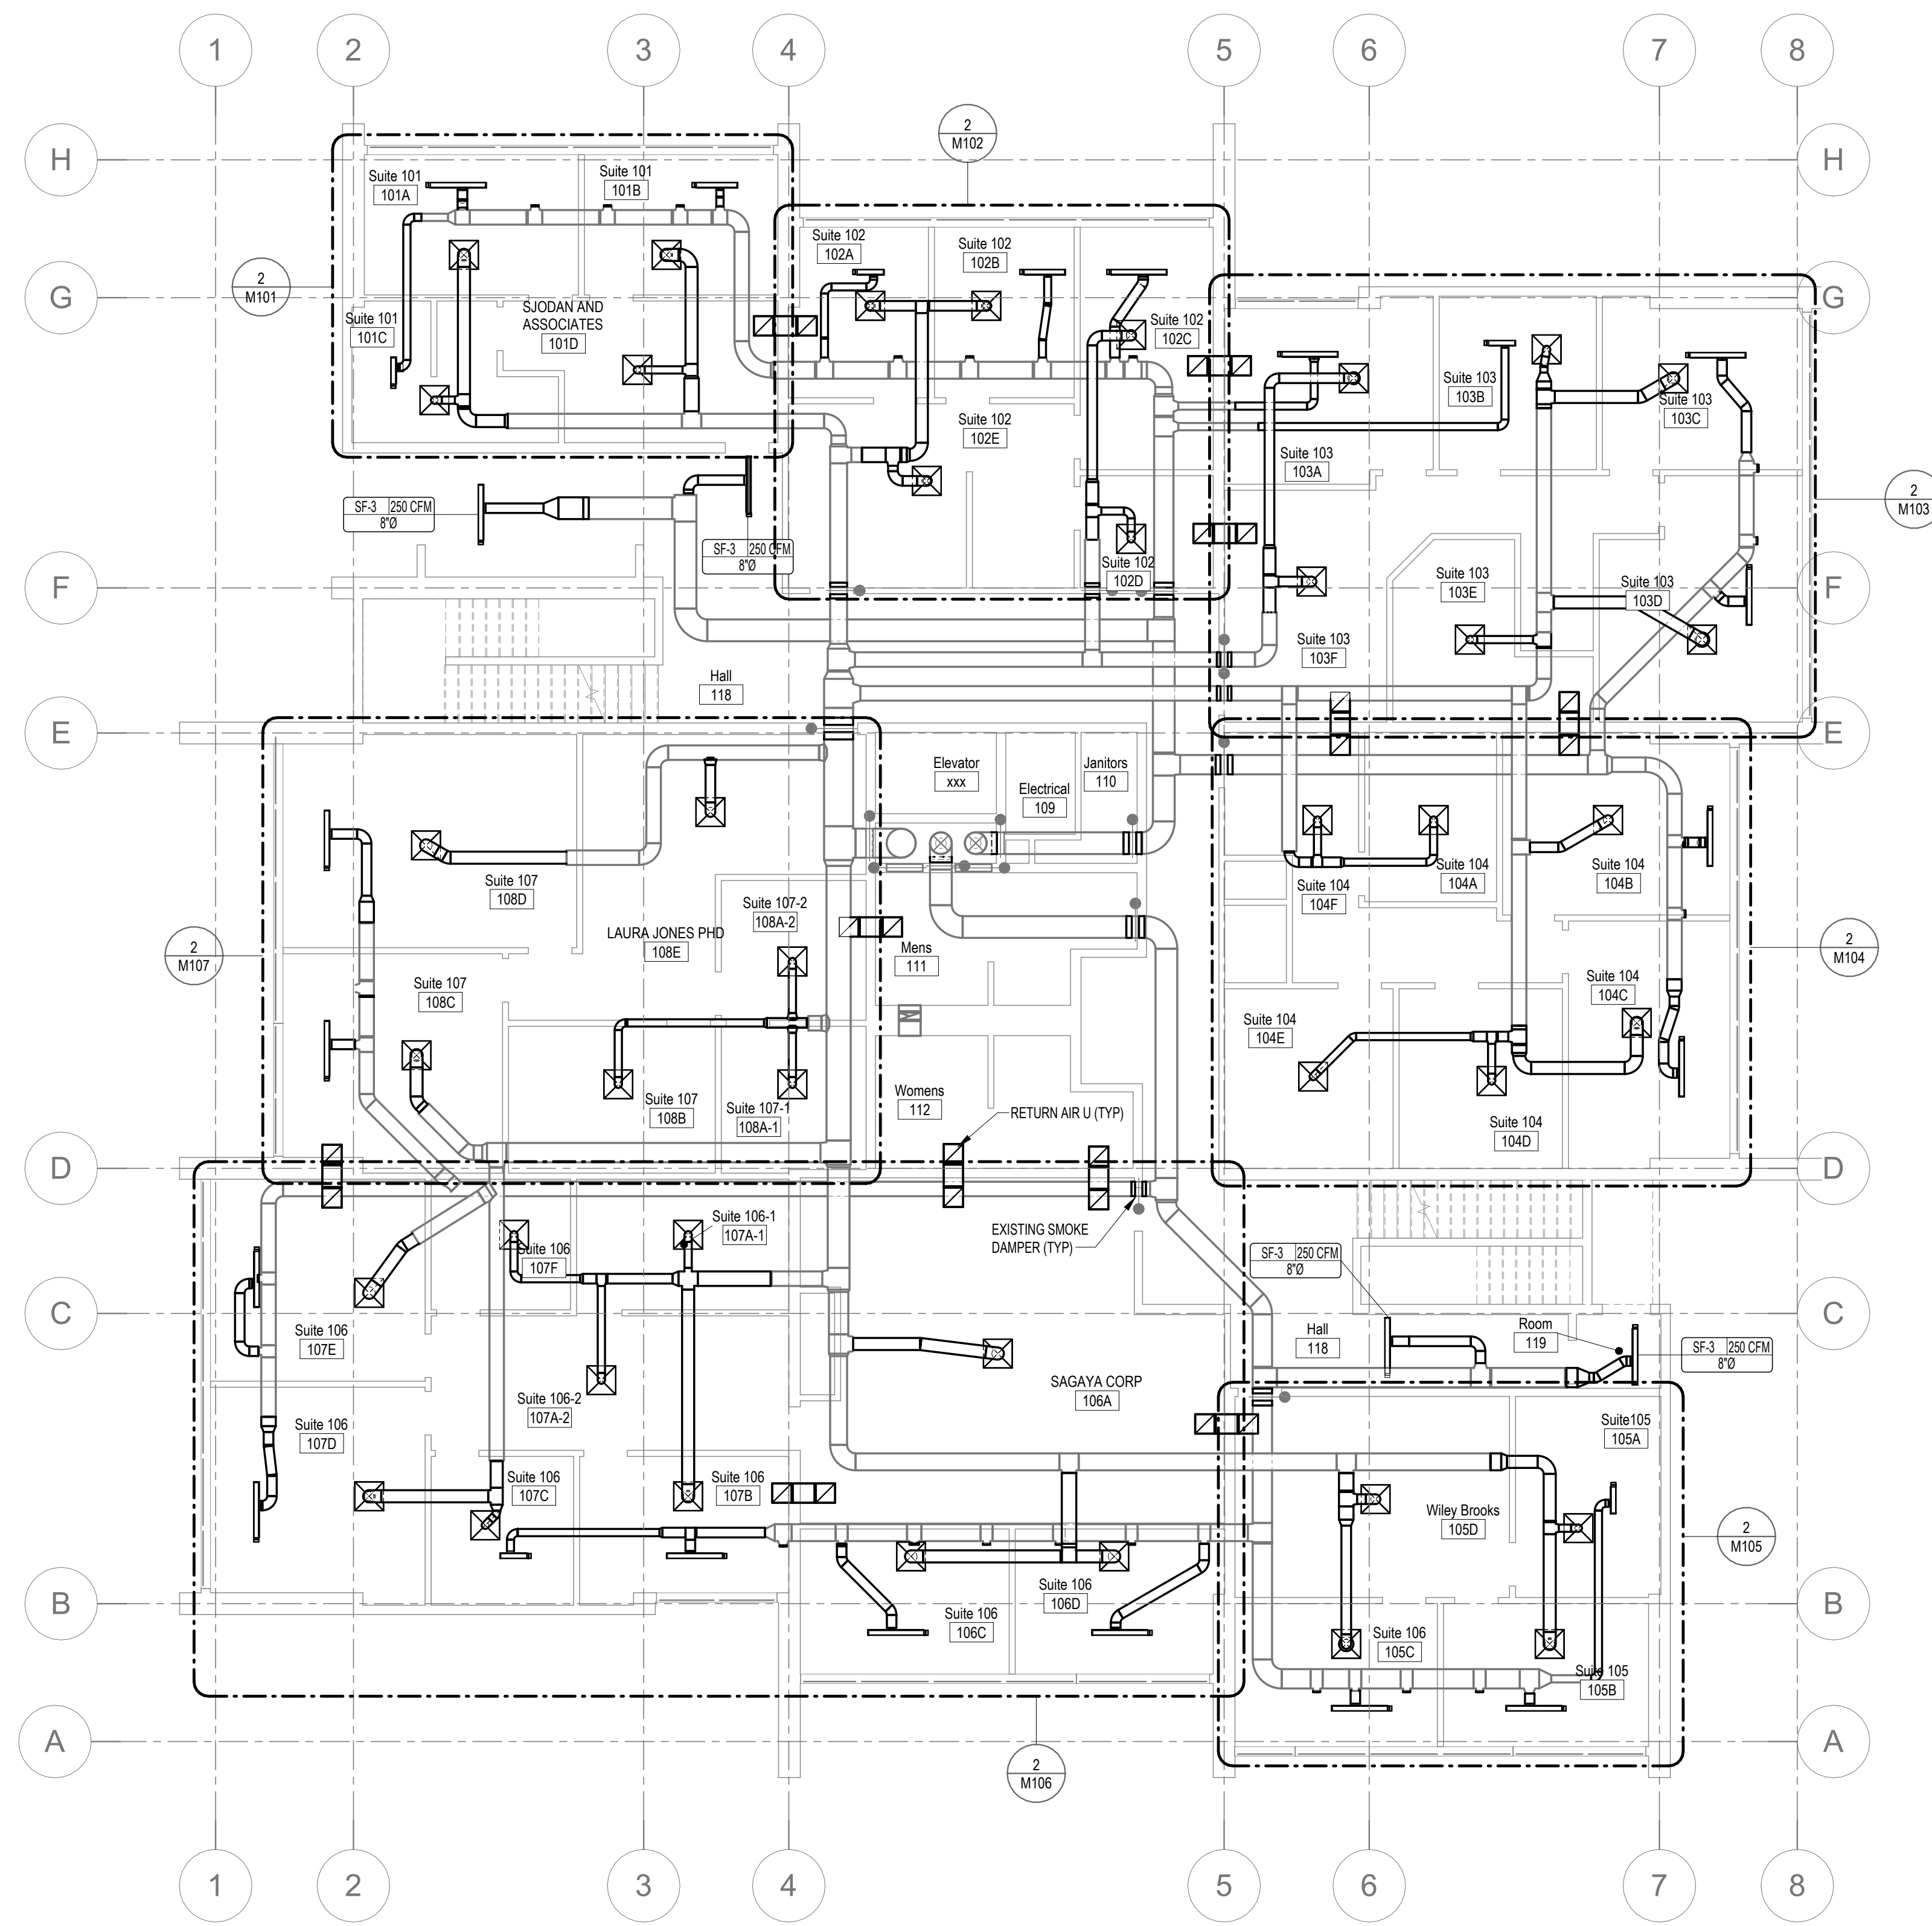 1 2 3 4 5 6 7 8
H H
2
M102
Suite 101
101A
Suite 101
101B
Suite 102
102A
Suite 102
102B
2
M101
G G
SJODAN AND
ASSOCIATES
101D
Suite 101
101C
Suite 102
102C
Suite 103
103B
Suite 103
103C
Suite 102
102E
Suite 103
103A
2
M103
SF-3 250 CFM
8"Ø
SF-3 250 CFM
8"Ø
Suite 102
102D
F F
Suite 103
103E
Suite 103
103D
Suite 103
103F
Hall
118
E E
Elevator
xxx
Electrical
109
Janitors
110
Suite 107
108D
Suite 107-2
108A-2
LAURA JONES PHD
108E
Suite 104
104F
Suite 104
104A
Suite 104
104B
2
M107
Mens
111
2
M104
Suite 107
108C
Suite 104
104C
Suite 104
104E
Suite 107
108B
Suite 107-1
108A-1
Womens
112
RETURN AIR U (TYP)
Suite 104
104D
D D
Suite 106-1
107A-1
EXISTING SMOKE
DAMPER (TYP)
Suite 106
107F
SF-3 250 CFM
8"Ø
C C
Suite 106
107E
Hall
118
Room
119
SF-3 250 CFM
8"Ø
SAGAYA CORP
106A
Suite 106-2
107A-2
Suite 106
107D
Suite105
105A
Suite 106
107C
Suite 106
107B
Wiley Brooks
105D
2
M105
B B
Suite 106
106D
Suite 106
106C
Suite 106
105C
Suite 105
105B
A A
2
M106
1 2 3 4 5 6 7 8